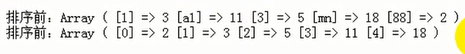 排序前：Array ( [1] => 3 [a1] => 11 [3] => 5 [mn] => 18 [88] => 2 )
排序前：Array ( [0] => 2 [1] => 3 [2] => 5 [3] => 11 [4] => 18 )